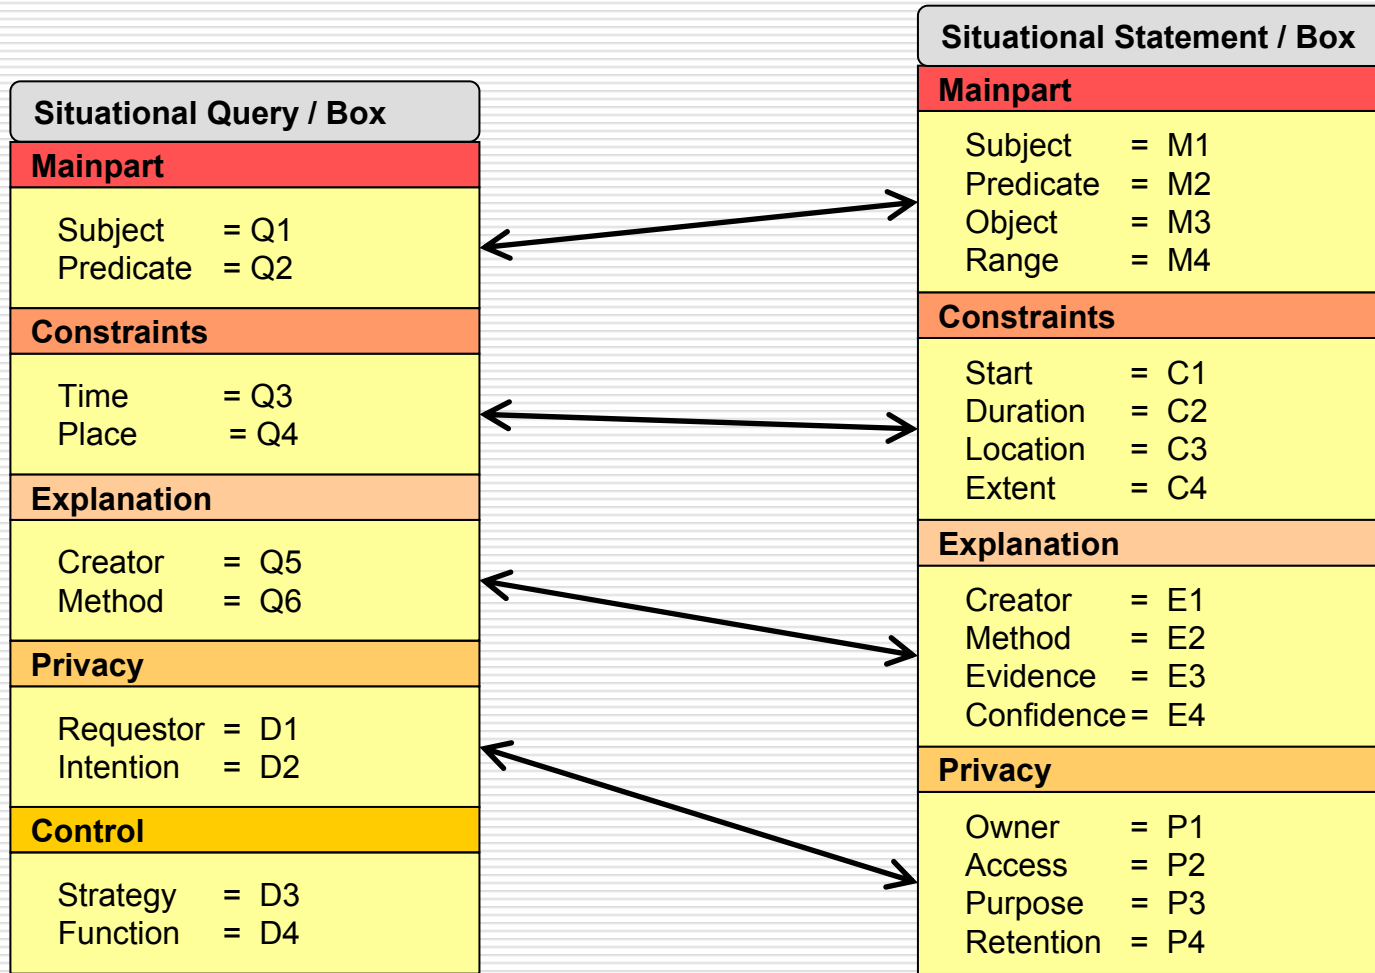 Situational Query / Box
Mainpart
Subject = Q1
Predicate = Q2
Constraints
Time = Q3
Place = Q4
Explanation
Creator = Q5
Method = Q6
Privacy
Requestor = D1
Intention = D2
Control
Strategy = D3
Function = D4
Situational Statement / Box
Mainpart
Subject = M1
Predicate = M2
Object = M3
Range = M4
Constraints
Start = C1
Duration = C2
Location = C3
Extent = C4
Explanation
Creator = E1
Method = E2
Evidence = E3
Confidence = E4
Privacy
Owner = P1
Access = P2
Purpose = P3
Retention = P4